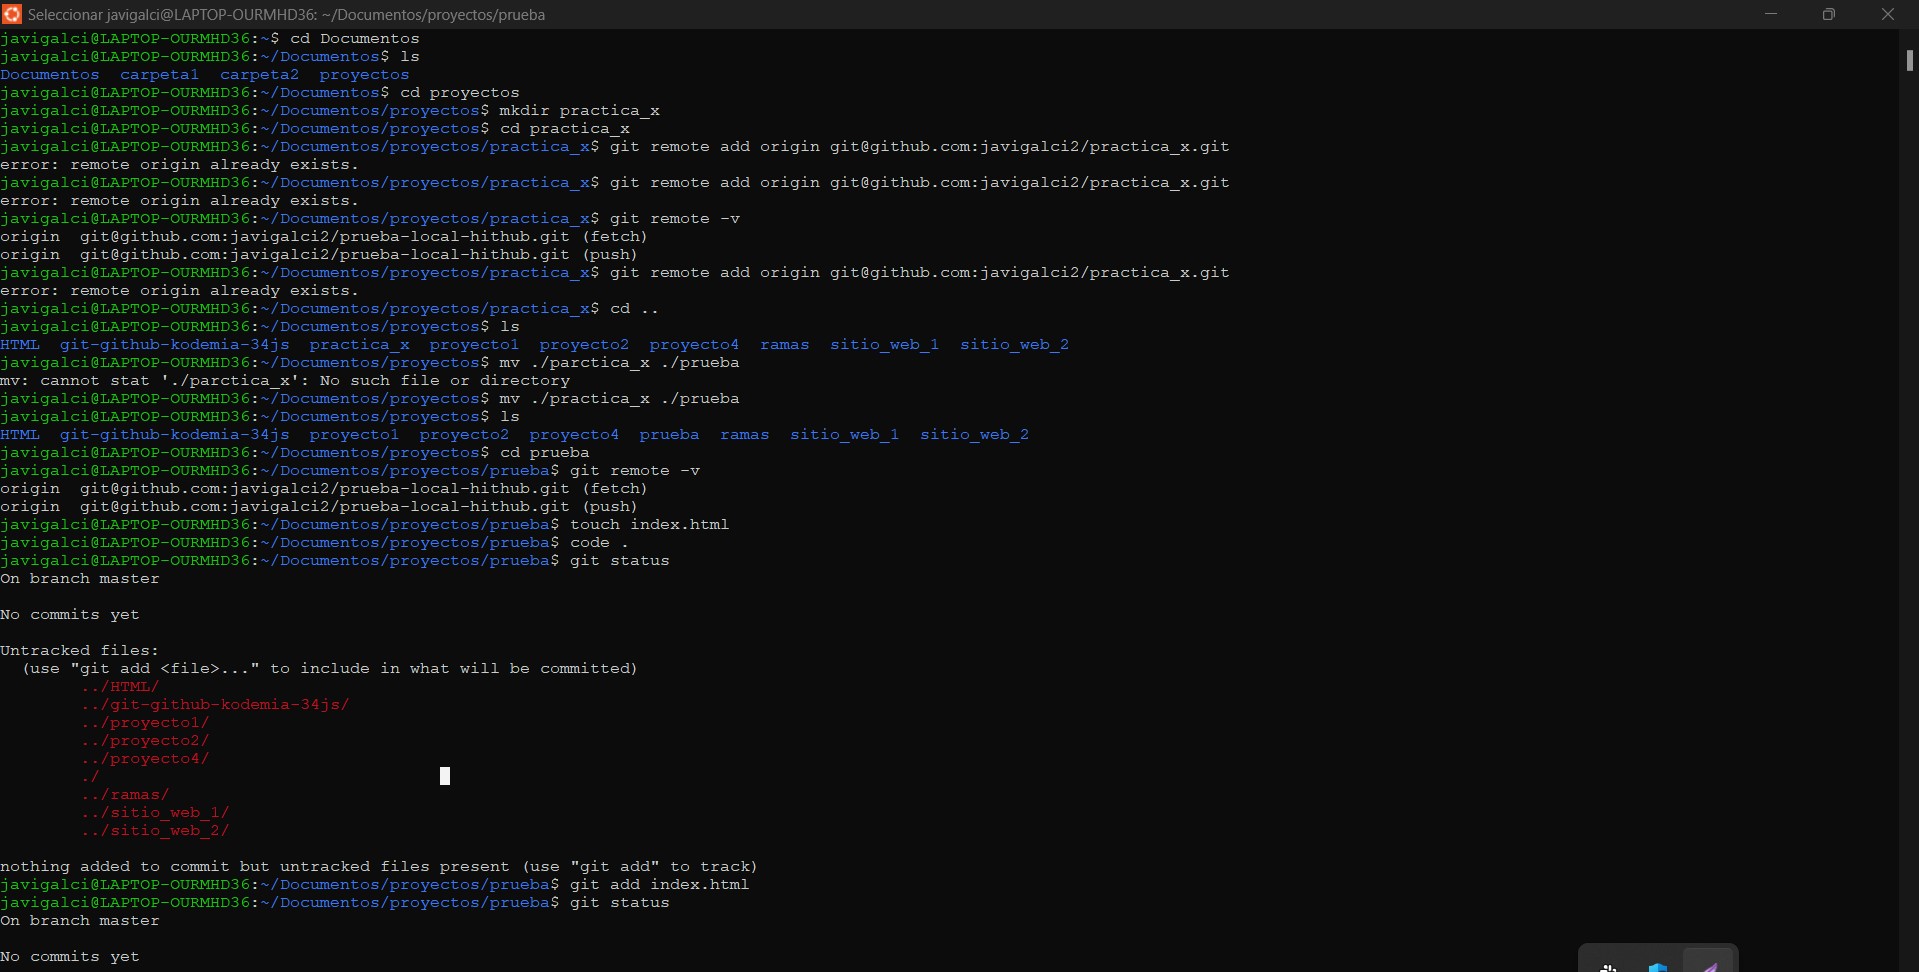 Seleccionar javigalci@LAPTOP-OURMHD36: ~/Documentos/proyectos/prueba
javigalci@LAPTOP-OURMHD36:~$ cd Documentos
javigalci@LAPTOP-OURMHD36:~/Documentos$ ls
Documentos  carpeta1  carpeta2  proyectos
javigalci@LAPTOP-OURMHD36:~/Documentos$ cd proyectos
javigalci@LAPTOP-OURMHD36:~/Documentos/proyectos$ mkdir practica_x
javigalci@LAPTOP-OURMHD36:~/Documentos/proyectos$ cd practica_x
javigalci@LAPTOP-OURMHD36:~/Documentos/proyectos/practica_x$ git remote add origin git@github.com:javigalci2/practica_x.git
error: remote origin already exists.
javigalci@LAPTOP-OURMHD36:~/Documentos/proyectos/practica_x$ git remote add origin git@github.com:javigalci2/practica_x.git
error: remote origin already exists.
javigalci@LAPTOP-OURMHD36:~/Documentos/proyectos/practica_x$ git remote -v
origin  git@github.com:javigalci2/prueba-local-hithub.git (fetch)
origin  git@github.com:javigalci2/prueba-local-hithub.git (push)
javigalci@LAPTOP-OURMHD36:~/Documentos/proyectos/practica_x$ git remote add origin git@github.com:javigalci2/practica_x.git
error: remote origin already exists.
javigalci@LAPTOP-OURMHD36:~/Documentos/proyectos/practica_x$ cd ..
javigalci@LAPTOP-OURMHD36:~/Documentos/proyectos$ ls
HTML  git-github-kodemia-34js  practica_x  proyecto1  proyecto2  proyecto4  ramas  sitio_web_1  sitio_web_2
javigalci@LAPTOP-OURMHD36:~/Documentos/proyectos$ mv ./parctica_x ./prueba
mv: cannot stat './parctica_x': No such file or directory
javigalci@LAPTOP-OURMHD36:~/Documentos/proyectos$ mv ./practica_x ./prueba
javigalci@LAPTOP-OURMHD36:~/Documentos/proyectos$ ls
HTML  git-github-kodemia-34js  proyecto1  proyecto2  proyecto4  prueba  ramas  sitio_web_1  sitio_web_2
javigalci@LAPTOP-OURMHD36:~/Documentos/proyectos$ cd prueba
javigalci@LAPTOP-OURMHD36:~/Documentos/proyectos/prueba$ git remote -v
origin  git@github.com:javigalci2/prueba-local-hithub.git (fetch)
origin  git@github.com:javigalci2/prueba-local-hithub.git (push)
javigalci@LAPTOP-OURMHD36:~/Documentos/proyectos/prueba$ touch index.html
javigalci@LAPTOP-OURMHD36:~/Documentos/proyectos/prueba$ code .
javigalci@LAPTOP-OURMHD36:~/Documentos/proyectos/prueba$ git status
On branch master
No commits yet
Untracked files:
  (use "git add <file>..." to include in what will be committed)
        ../HTML/
        ../git-github-kodemia-34js/
        ../proyecto1/
        ../proyecto2/
        ../proyecto4/
        ./
        ../ramas/
        ../sitio_web_1/
        ../sitio_web_2/
nothing added to commit but untracked files present (use "git add" to track)
javigalci@LAPTOP-OURMHD36:~/Documentos/proyectos/prueba$ git add index.html
javigalci@LAPTOP-OURMHD36:~/Documentos/proyectos/prueba$ git status
On branch master
No commits yet